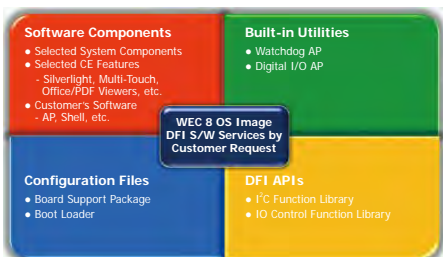 Software Components
● Selected System Components
● Selected CE Features
- Silverlight, Multi-Touch,
Office/PDF Viewers, etc.
● Customer's Software
- AP, Shell, etc.
Built-in Utilities
● Watchdog AP
● Digital I/O AP
WEC 8 OS Image
DFI S/W Services by
Customer Request
Configuration Files
● Board Support Package
● Boot Loader
DFI APIs
● I²C Function Library
● IO Control Function Library